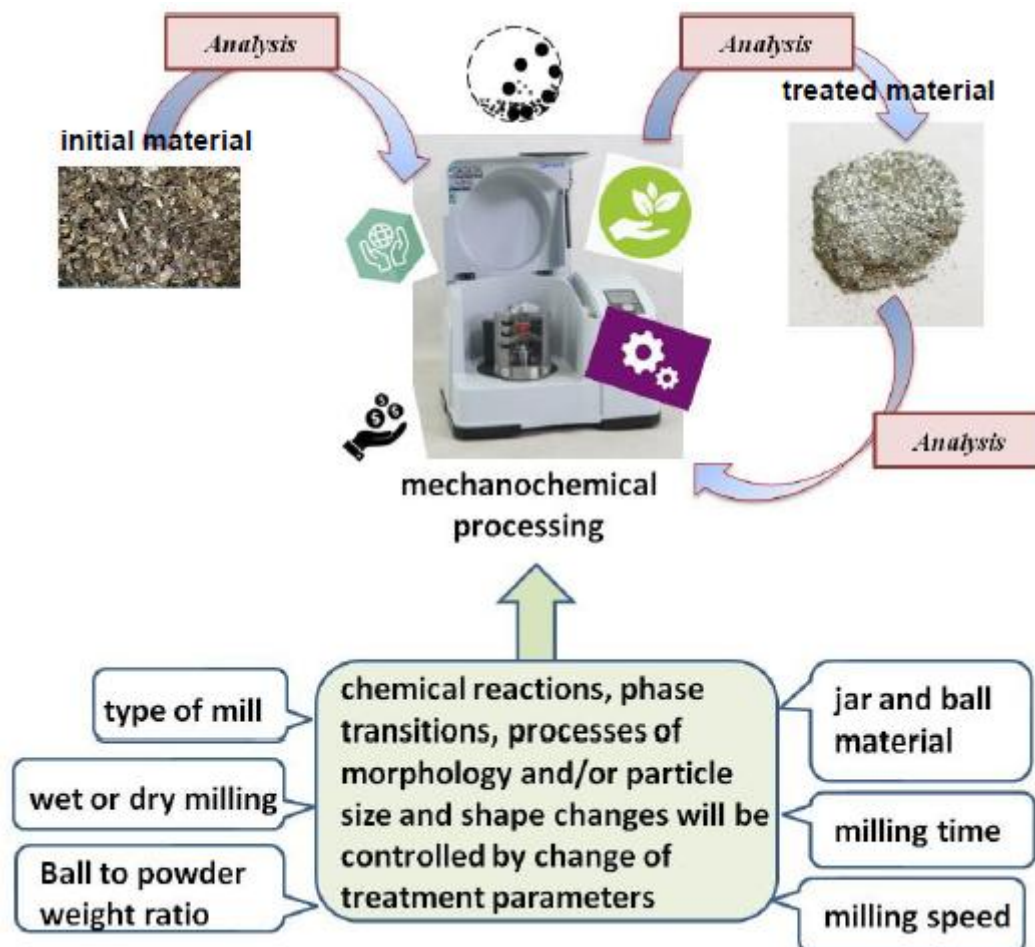 Analysis
Analysis
initial material
treated material
Analysis
mechanochemical
processing
type of mill
wet or dry milling
Ball to powder
weight ratio
chemical reactions, phase
transitions, processes of
morphology and/or particle
size and shape changes will be
controlled by change of
treatment parameters
jar and ball
material
milling time
milling speed